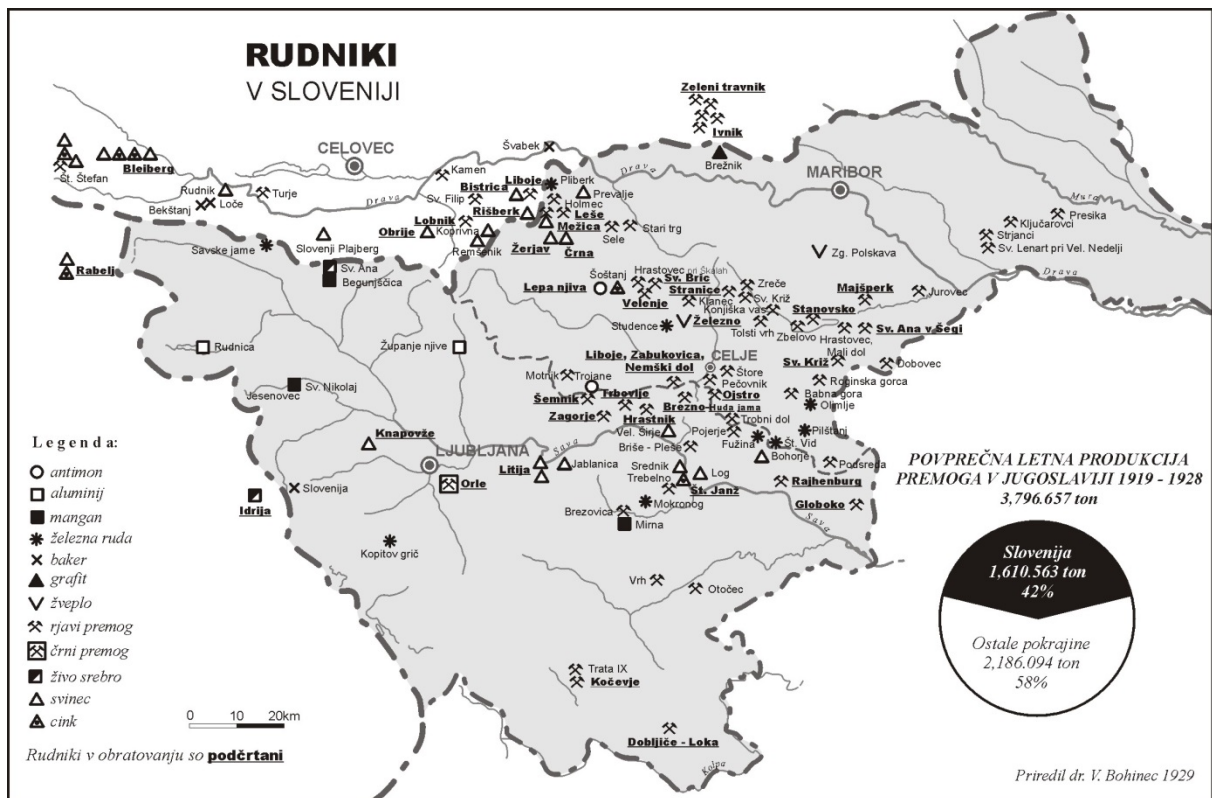 RUDNIKI
V SLOVENIJI
Zeleni travnik
Ivnik
Brežnik
Švabek
CELOVEC
Bleiberg
Št. Štefan
Kamen
Drava
MARIBOR
Mura
Rudnik
Loče
Bekštanj
Turje
Drava
Bistrica
Liboje
Pliberk
Prevalje
Holmec
Sv. Filip
Rišberk
Leše
Lobnik
Mežica
Stari trg
Sele
Obrije
Koprivna
Remšenik
Žerjav
Črna
Presika
Ključarovci
Strjanci
Sv. Lenart pri Vel. Nedelji
Drava
Savske jame
Slovenji Plajberg
Rabelj
Sv. Ana
Begunjščica
Zg. Polskava
Šoštanj
Hrastovec pri Škalah
Sv. Bric
Lepa njiva
Velenje
Stranice
Zreče
Sv. Križ
Klanec
Konjiška vas
Majšperk
Jurovec
Stanovsko
Studence
Železno
Tolsti vrh
Zbelovo
Hrastovec,
Mali dol
Sv. Ana v Šegi
Rudnica
Županje njive
Liboje, Zabukovica,
Nemški dol
CELJE
Sv. Križ
Dobovec
Motnik
Trojane
Štore
Pečovnik
Roginska gorca
Jesenovec
Sv. Nikolaj
Šemnik
Trbovlje
Ojstro
Babna gora
Olimlje
Brezno-Huda jama
Zagorje
Hrastnik
Trobni dol
Vel. Širje
Pojerje
Pilštanj
Fužina
Št. Vid
Briše - Pleše
Bohorje
Podsreda
Knapovže
LJUBLJANA
Sava
Litija
Jablanica
Srednik
Trebelno
Log
Rajhenburg
Orle
Št. Janž
Globoko
Sava
Idrija
Slovenija
Brezovica
Mokronog
Mirna
Kopitov grič
Vrh
Otočec
Trata IX
Kočevje
Dobljiče - Loka
Kolpa
Legenda:
antimon
aluminij
mangan
železna ruda
baker
grafit
žveplo
rjavi premog
črni premog
živo srebro
svinec
cink
0 10 20km
Rudniki v obratovanju so podčrtani
POVPREČNA LETNA PRODUKCIJA
PREMOGA V JUGOSLAVIJI 1919 - 1928
3,796.657 ton
Slovenija
1,610.563 ton
42%
Ostale pokrajine
2,186.094 ton
58%
Priredil dr. V. Bohinec 1929